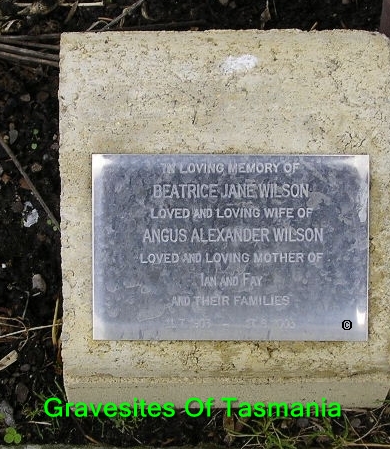 IN LOVING MEMORY OF
BEATRICE JANE WILSON
LOVED AND LOVING WIFE OF
ANGUS ALEXANDER WILSON
LOVED AND LOVING MOTHER OF
IAN AND FAY
AND THEIR FAMILIES
©
Gravesites Of Tasmania